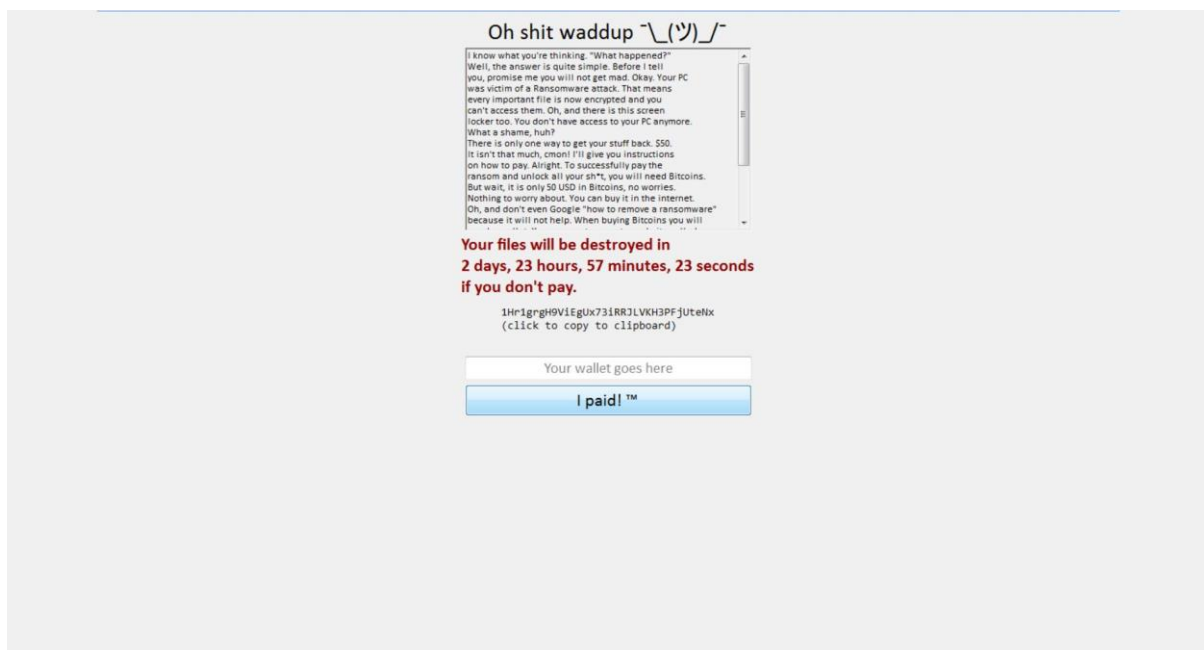 Oh shit waddup ¯\_(ツ)_/¯
I know what you're thinking. "What happened?"
Well, the answer is quite simple. Before I tell
you, promise me you will not get mad. Okay. Your PC
was victim of a Ransomware attack. That means
every important file is now encrypted and you
can't access them. Oh, and there is this screen
locker too. You don't have access to your PC anymore.
What a shame, huh?
There is only one way to get your stuff back. $50.
It isn't that much, cmon! I'll give you instructions
on how to pay. Alright. To successfully pay the
ransom and unlock all your sh*t, you will need Bitcoins.
But wait, it is only 50 USD in Bitcoins, no worries.
Nothing to worry about. You can buy it in the internet.
Oh, and don't even Google "how to remove a ransomware"
because it will not help. When buying Bitcoins you will
Your files will be destroyed in
2 days, 23 hours, 57 minutes, 23 seconds
if you don't pay.
1Hr1grgH9ViEgUx73iRRJLVKH3PFjUteNx
(click to copy to clipboard)
Your wallet goes here
I paid! ™